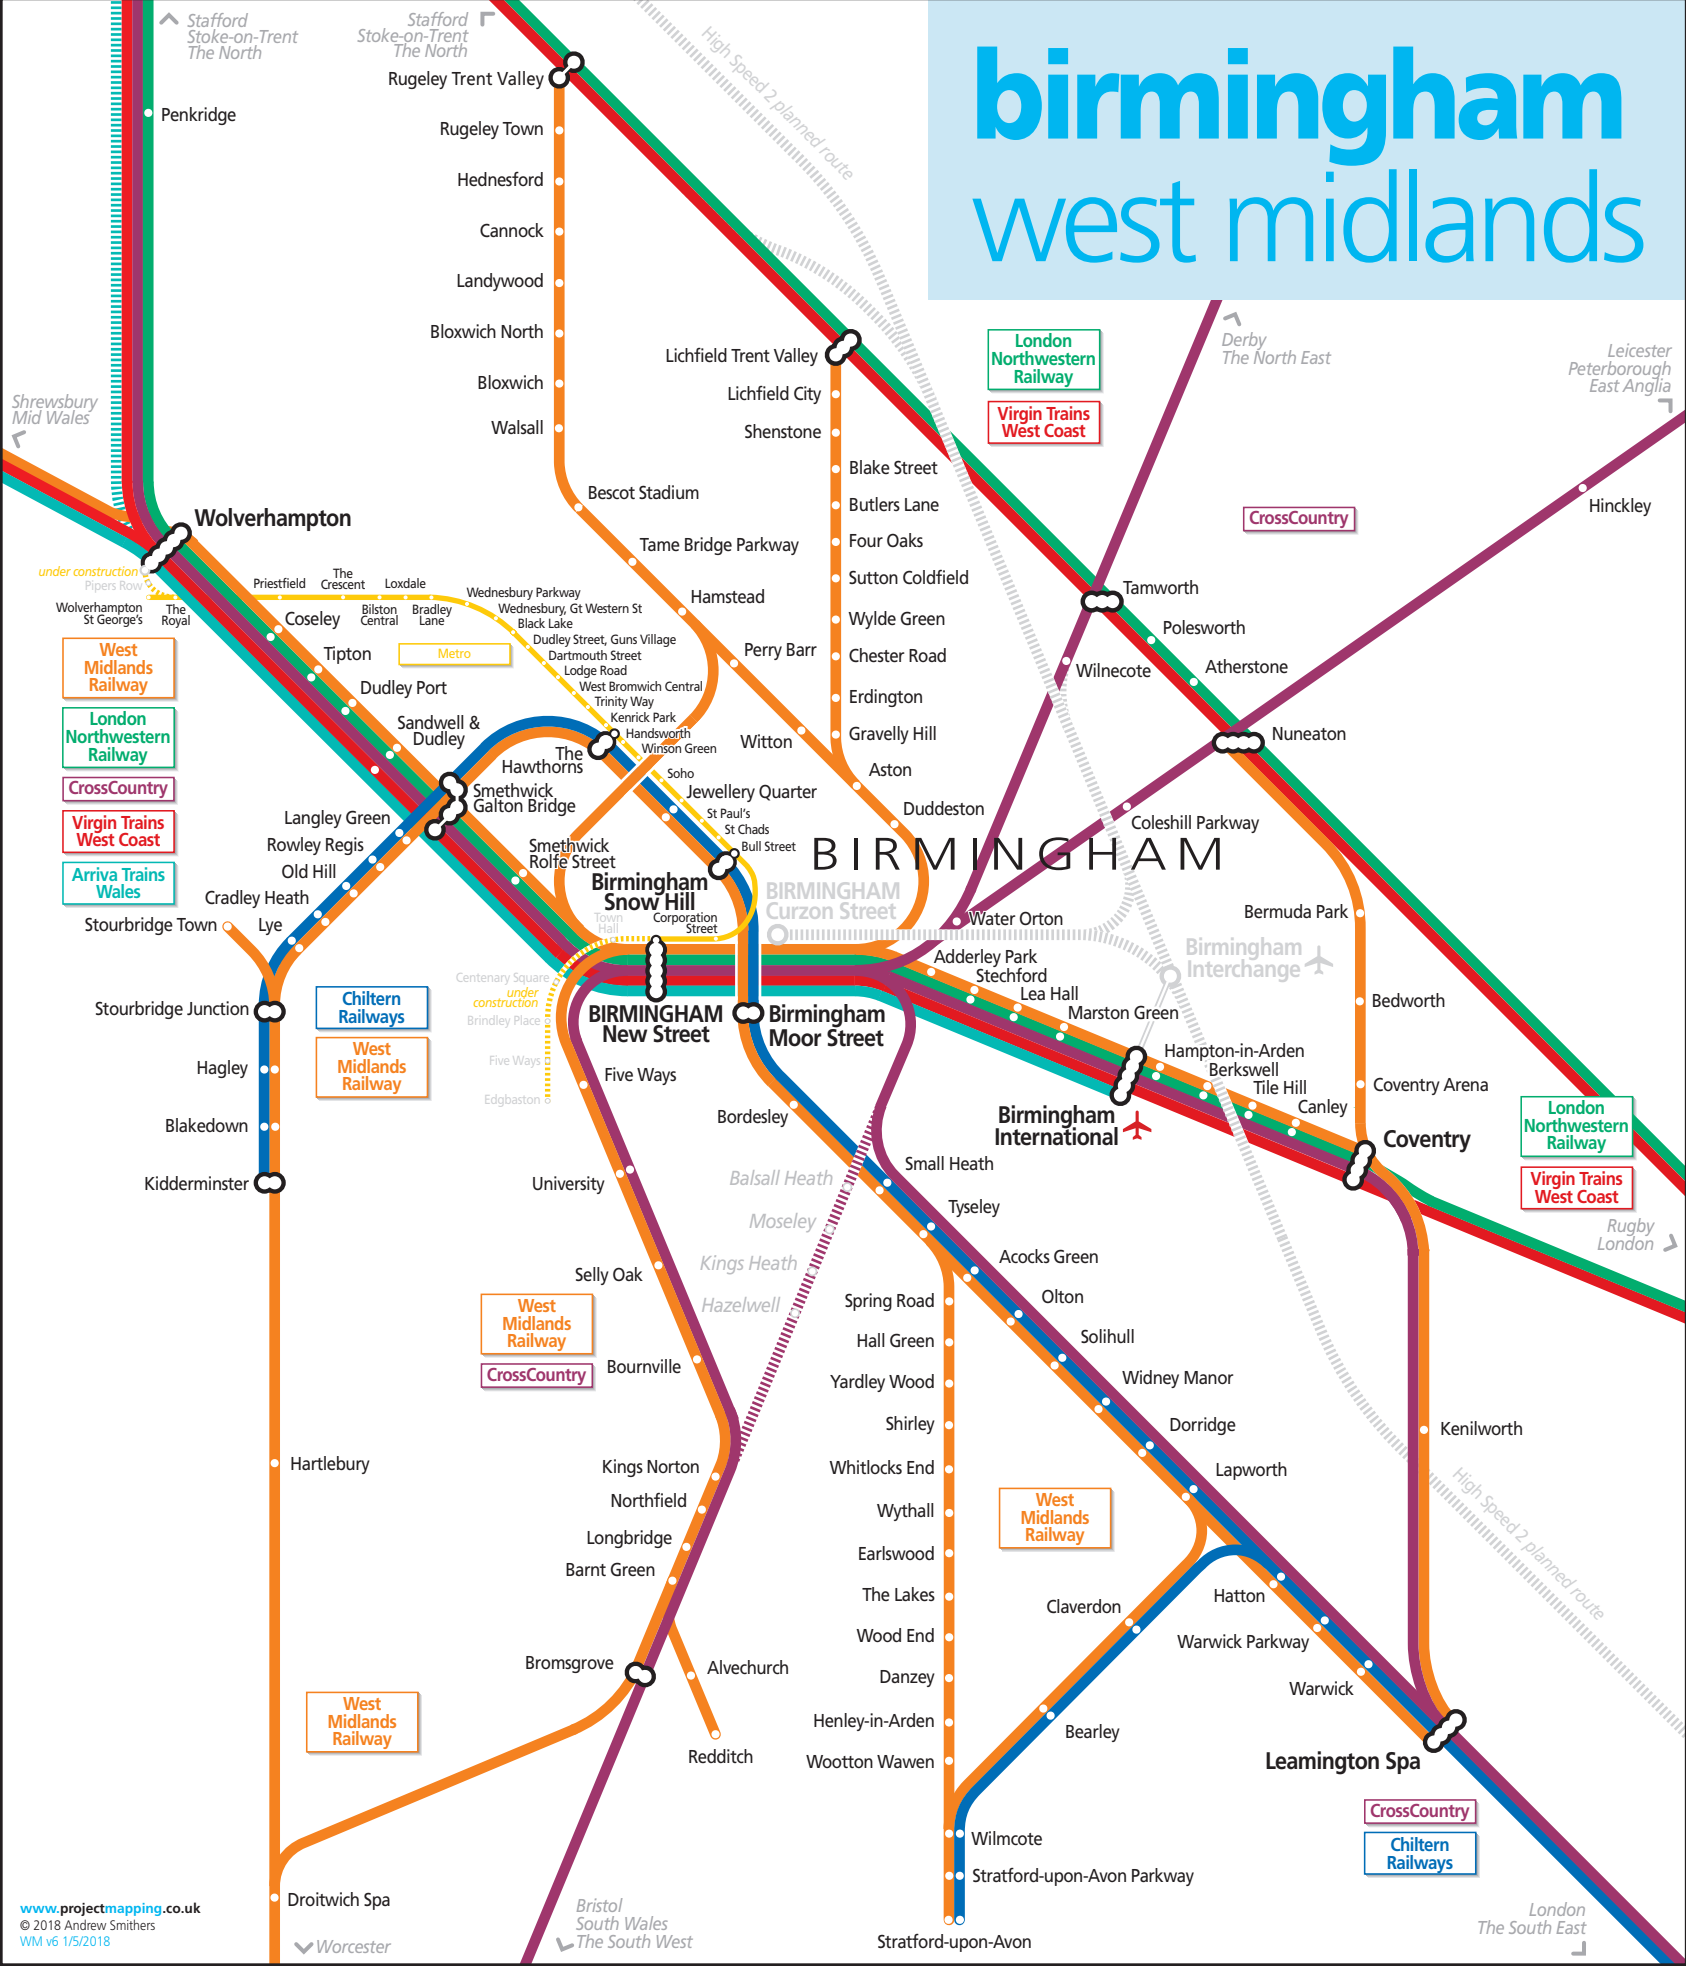 birmingham
west midlands
Stafford
Stoke-on-Trent
The North
Stafford
Stoke-on-Trent
The North
High Speed 2 planned route
Rugeley Trent Valley
Penkridge
Rugeley Town
Hednesford
Cannock
Landywood
Bloxwich North
Bloxwich
Walsall
Lichfield Trent Valley
Lichfield City
Shenstone
Blake Street
Butlers Lane
Four Oaks
Sutton Coldfield
Wylde Green
Chester Road
Erdington
Gravelly Hill
London
Northwestern
Railway
Virgin Trains
West Coast
Derby
The North East
Leicester
Peterborough
East Anglia
CrossCountry
Hinckley
Shrewsbury
Mid Wales
Wolverhampton
Bescot Stadium
Tame Bridge Parkway
Hamstead
Perry Barr
Witton
Aston
Duddeston
Tamworth
Polesworth
Wilnecote
Atherstone
Nuneaton
Coleshill Parkway
under construction
Pipers Row
Wolverhampton
St George's
The
Royal
Priestfield
The
Crescent
Loxdale
Bilston
Central
Bradley
Lane
Wednesbury Parkway
Wednesbury, Gt Western St
Black Lake
Dudley Street, Guns Village
Dartmouth Street
Lodge Road
West Bromwich Central
Trinity Way
Kenrick Park
Handsworth
Winson Green
Soho
Jewellery Quarter
St Paul's
St Chads
Bull Street
Metro
Coseley
Tipton
Dudley Port
Sandwell &
Dudley
The
Hawthorns
Smethwick
Galton Bridge
Smethwick
Rolfe Street
West
Midlands
Railway
London
Northwestern
Railway
CrossCountry
Virgin Trains
West Coast
Arriva Trains
Wales
Langley Green
Rowley Regis
Old Hill
Cradley Heath
Lye
Stourbridge Town
Stourbridge Junction
Hagley
Blakedown
Kidderminster
Hartlebury
Droitwich Spa
Chiltern
Railways
West
Midlands
Railway
BIRMINGHAM
Birmingham
Snow Hill
Town
Hall
Corporation
Street
BIRMINGHAM
Curzon Street
Water Orton
Birmingham
Interchange
Centenary Square
under
construction
Brindley Place
Five Ways
Edgbaston
BIRMINGHAM
New Street
Birmingham
Moor Street
Adderley Park
Stechford
Lea Hall
Marston Green
Hampton-in-Arden
Berkswell
Tile Hill
Canley
Birmingham
International
Bermuda Park
Bedworth
Coventry Arena
Coventry
London
Northwestern
Railway
Virgin Trains
West Coast
Rugby
London
Five Ways
University
Selly Oak
Bournville
Kings Norton
Northfield
Longbridge
Barnt Green
Bromsgrove
Alvechurch
Redditch
West
Midlands
Railway
CrossCountry
Balsall Heath
Moseley
Kings Heath
Hazelwell
Bordesley
Small Heath
Tyseley
Acocks Green
Olton
Solihull
Widney Manor
Dorridge
Lapworth
Hatton
Warwick Parkway
Warwick
Leamington Spa
Kenilworth
High Speed 2 planned route
Spring Road
Hall Green
Yardley Wood
Shirley
Whitlocks End
Wythall
Earlswood
The Lakes
Wood End
Danzey
Henley-in-Arden
Wootton Wawen
Wilmcote
Stratford-upon-Avon Parkway
Stratford-upon-Avon
West
Midlands
Railway
Claverdon
Bearley
West
Midlands
Railway
CrossCountry
Chiltern
Railways
London
The South East
Bristol
South Wales
The South West
Worcester
www.projectmapping.co.uk
© 2018 Andrew Smithers
WM v6 1/5/2018